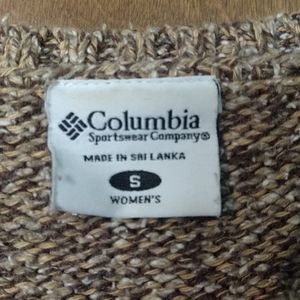 Columbia
Sportswear Company®
MADE IN SRI LANKA
S
WOMEN'S